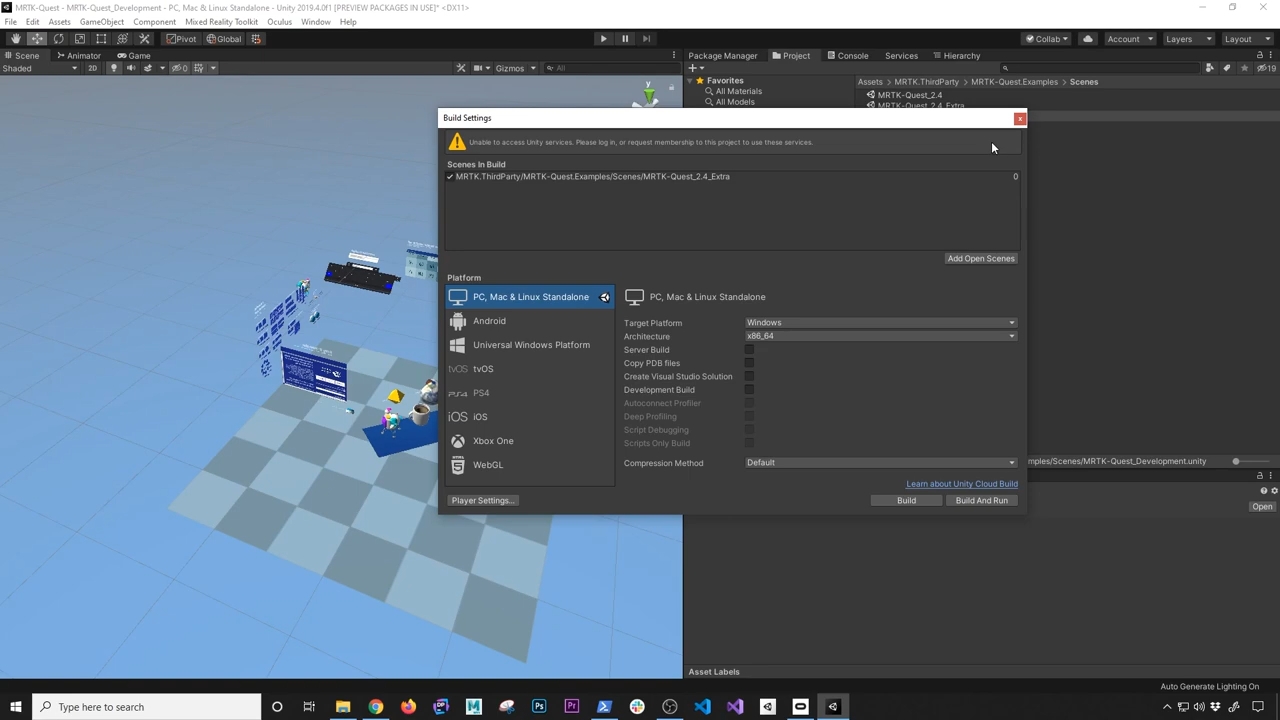 MRTK-Quest - MRTK-Quest_Development - PC, Mac & Linux Standalone - Unity 2019.4.0f1 [PREVIEW PACKAGES IN USE]* <DX11>
File Edit Assets GameObject Component Mixed Reality Toolkit Oculus Window Help
Pivot Global Collab Account Layers Layout
Scene Animator Game Package Manager Project Console Services Hierarchy
Shaded 2D 0 Gizmos All 19
y
Favorites
All Materials
All Models
Assets MRTK.ThirdParty MRTK-Quest.Examples Scenes
MRTK-Quest_2.4
MRTK-Quest_2.4_Extra
Build Settings x
Unable to access Unity services. Please log in, or request membership to this project to use these services.
Scenes In Build
MRTK.ThirdParty/MRTK-Quest.Examples/Scenes/MRTK-Quest_2.4_Extra 0
Add Open Scenes
Platform
PC, Mac & Linux Standalone
Android
Universal Windows Platform
tvOS tvOS
PS4 PS4
iOS iOS
Xbox One
WebGL
PC, Mac & Linux Standalone
Target Platform Windows
Architecture x86_64
Server Build
Copy PDB files
Create Visual Studio Solution
Development Build
Autoconnect Profiler
Deep Profiling
Script Debugging
Scripts Only Build
Compression Method Default
Learn about Unity Cloud Build
Player Settings... Build Build And Run
mples/Scenes/MRTK-Quest_Development.unity
Open
Asset Labels
Auto Generate Lighting On
Type here to search